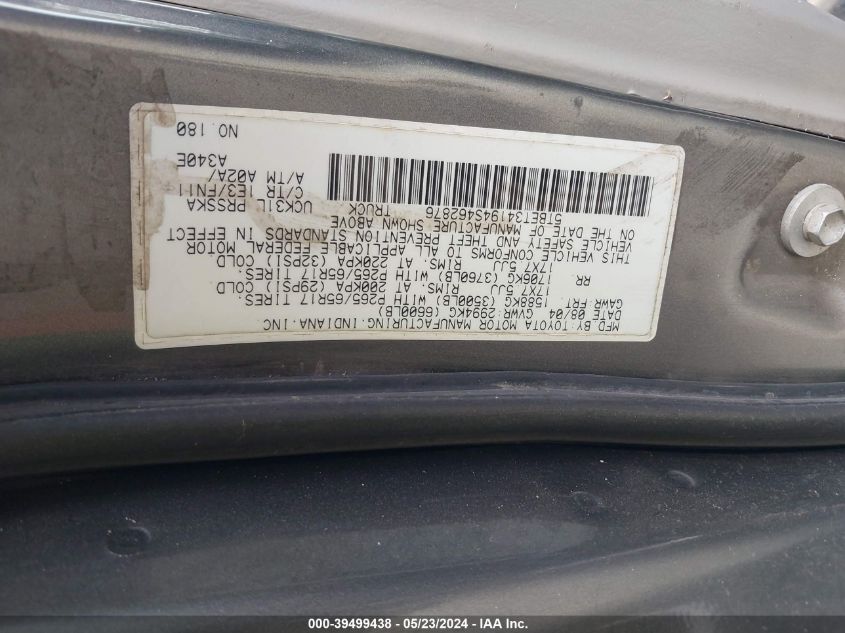 MFD. BY: TOYOTA MOTOR MANUFACTURING. INDIANA. INC
DATE 08/04 GVWR: 2994KG (6600LB)
GAWR: FRT. 1588KG (3500LB) WITH P265/65R17 TIRES.
17X7.5JJ RIMS. AT 200KPA (29PSI) COLD
RR. 1706KG (3760LB) WITH P265/65R17 TIRES.
17X7.5JJ RIMS. AT 220KPA (32PSI) COLD
THIS VEHICLE CONFORMS TO ALL APPLICABLE FEDERAL MOTOR
VEHICLE SAFETY AND THEFT PREVENTION STANDARDS IN EFFECT
ON THE DATE OF MANUFACTURE SHOWN ABOVE
5TBET34194S462876 TRUCK
UCK31L PRSSKA
C/TR 1E3/FN11
A/TM A02A/
A340E
NO. 180
000-39499438 - 05/23/2024 - IAA Inc.